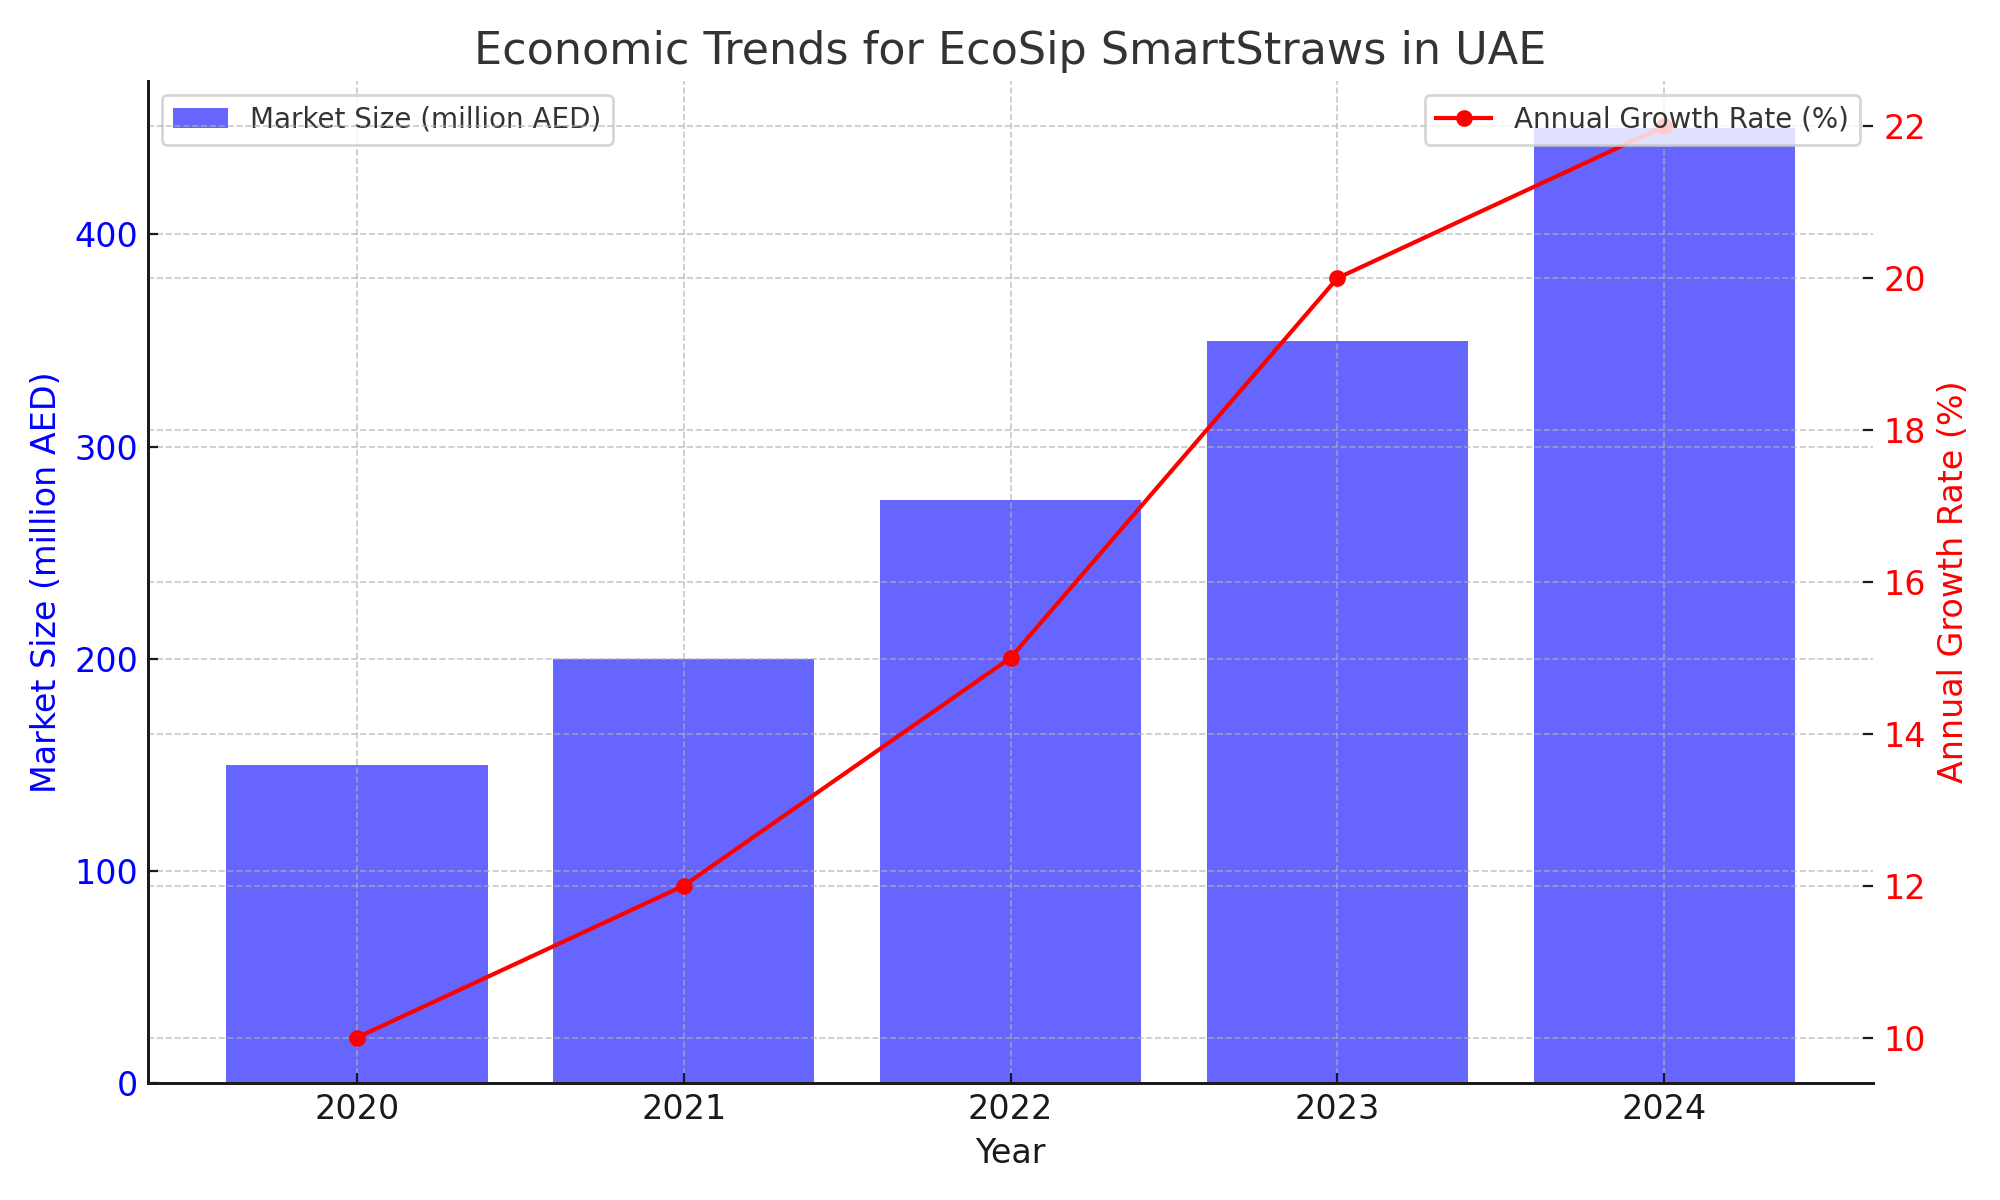 Economic Trends for EcoSip SmartStraws in UAE
Market Size (million AED)
Annual Growth Rate (%)
Market Size (million AED)
400
300
200
100
0
22
20
18
16
14
12
10
Annual Growth Rate (%)
2020 2021 2022 2023 2024
Year